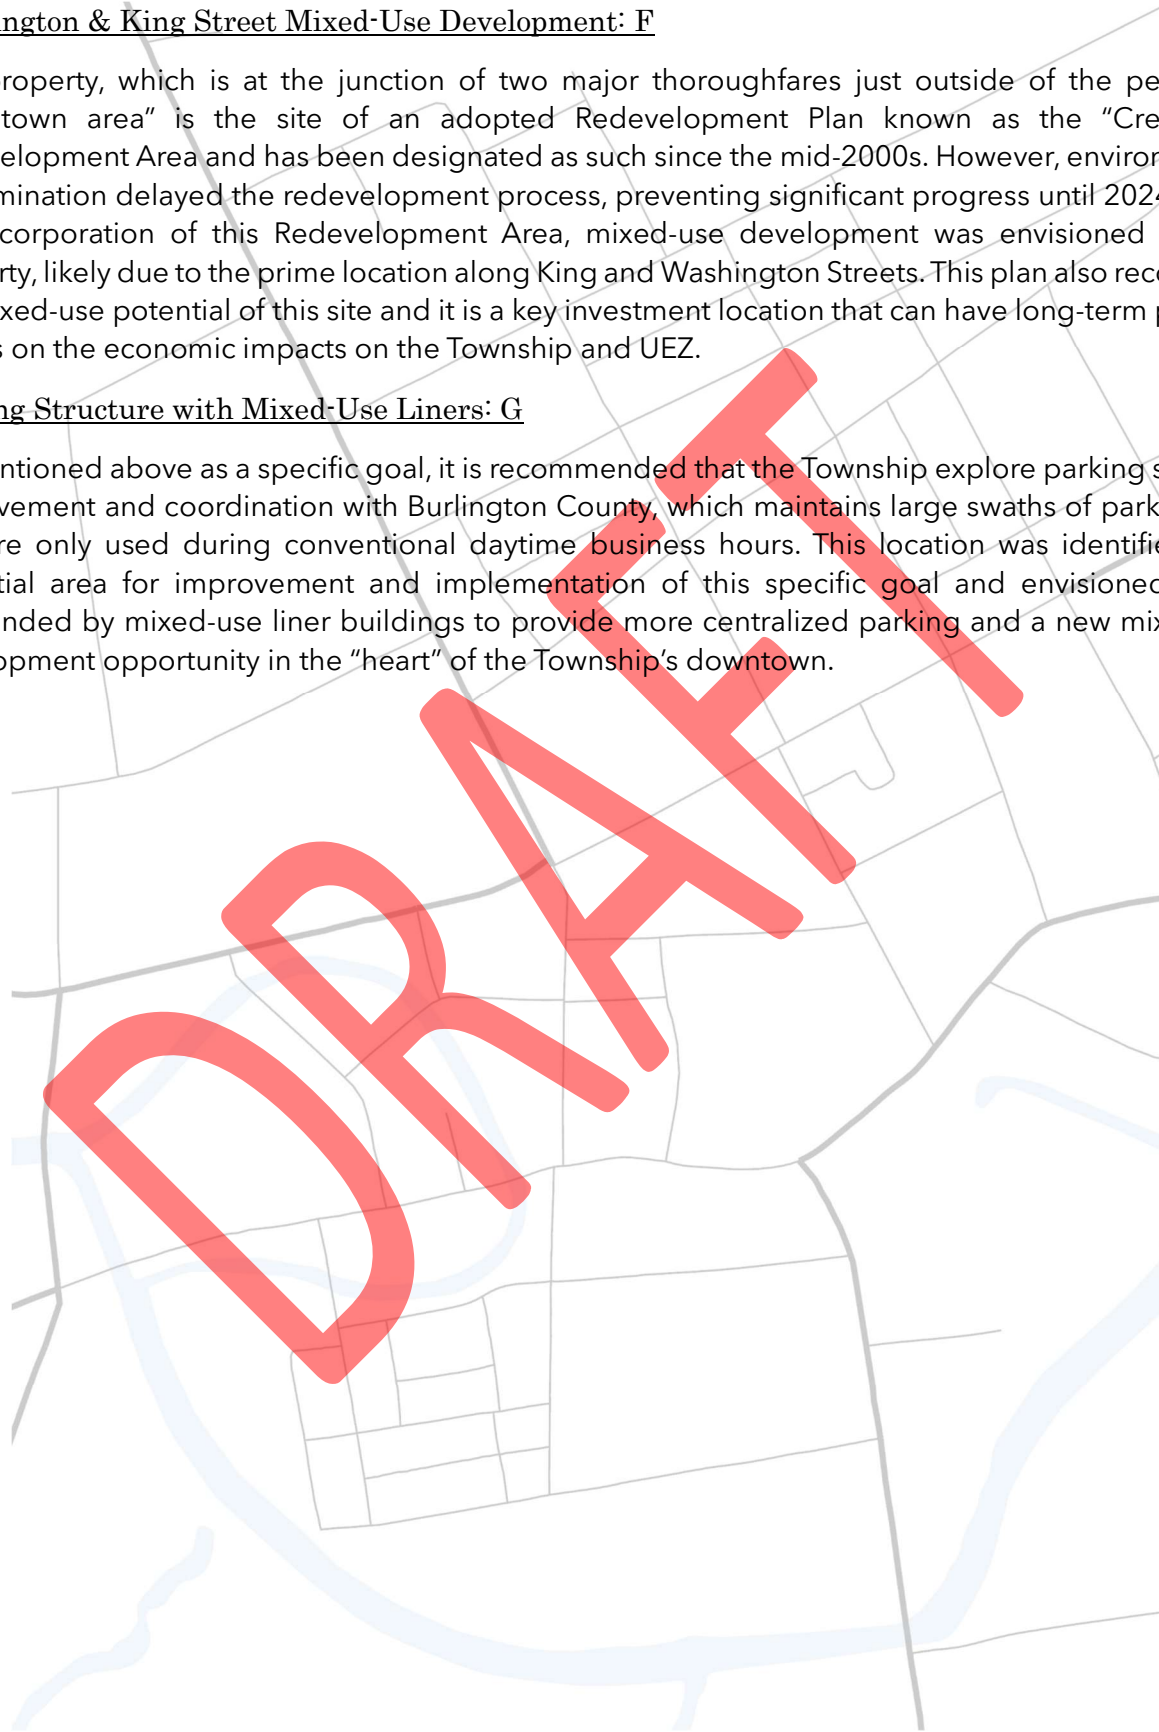 ington & King Street Mixed-Use Development: F
roperty, which is at the junction of two major thoroughfares just outside of the pe
town area” is the site of an adopted Redevelopment Plan known as the “Cre
elopment Area and has been designated as such since the mid-2000s. However, environ
mination delayed the redevelopment process, preventing significant progress until 2024
corporation of this Redevelopment Area, mixed-use development was envisioned
rty, likely due to the prime location along King and Washington Streets. This plan also reco
xed-use potential of this site and it is a key investment location that can have long-term p
s on the economic impacts on the Township and UEZ.
ng Structure with Mixed-Use Liners: G
ntioned above as a specific goal, it is recommended that the Township explore parking s
vement and coordination with Burlington County, which maintains large swaths of park
re only used during conventional daytime business hours. This location was identifie
tial area for improvement and implementation of this specific goal and envisioned
nded by mixed-use liner buildings to provide more centralized parking and a new mix
opment opportunity in the “heart” of the Township’s downtown.
DRAFT